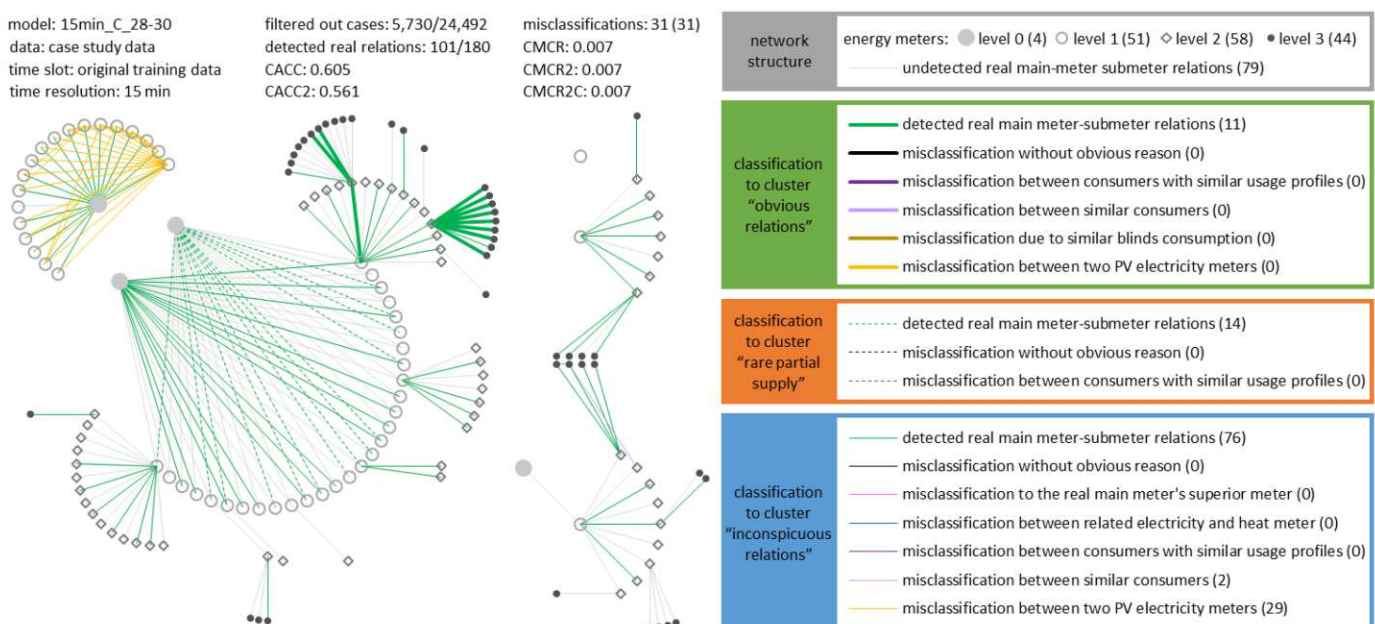 model: 15min_C_28-30
data: case study data
time slot: original training data
time resolution: 15 min
filtered out cases: 5,730/24,492
detected real relations: 101/180
CACC: 0.605
CACC2: 0.561
misclassifications: 31 (31)
CMCR: 0.007
CMCR2: 0.007
CMCR2C: 0.007
network
structure
energy meters: level 0 (4) level 1 (51) level 2 (58) level 3 (44)
undetected real main-meter submeter relations (79)
classification
to cluster
“obvious
relations”
detected real main meter-submeter relations (11)
misclassification without obvious reason (0)
misclassification between consumers with similar usage profiles (0)
misclassification between similar consumers (0)
misclassification due to similar blinds consumption (0)
misclassification between two PV electricity meters (0)
classification
to cluster
“rare partial
supply”
detected real main meter-submeter relations (14)
misclassification without obvious reason (0)
misclassification between consumers with similar usage profiles (0)
classification
to cluster
“inconspicuous
relations”
detected real main meter-submeter relations (76)
misclassification without obvious reason (0)
misclassification to the real main meter's superior meter (0)
misclassification between related electricity and heat meter (0)
misclassification between consumers with similar usage profiles (0)
misclassification between similar consumers (2)
misclassification between two PV electricity meters (29)